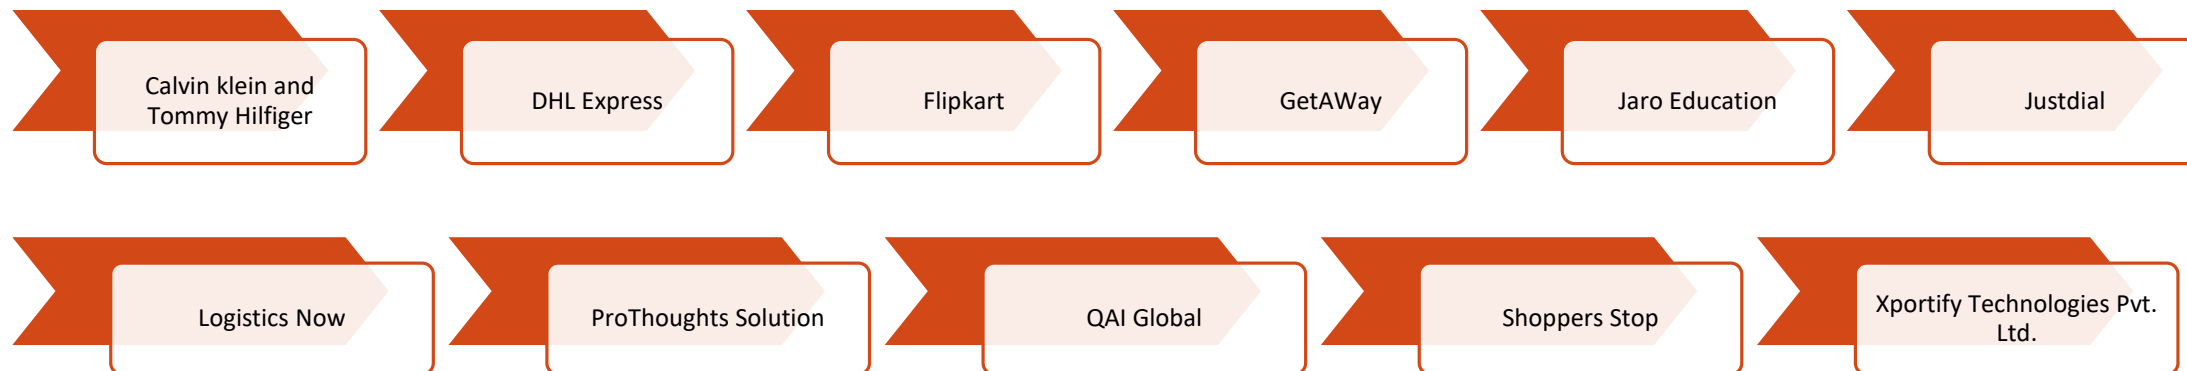 Calvin klein and
Tommy Hilfiger
DHL Express
Flipkart
GetAWay
Jaro Education
Justdial
Logistics Now
ProThoughts Solution
QAI Global
Shoppers Stop
Xportify Technologies Pvt.
Ltd.